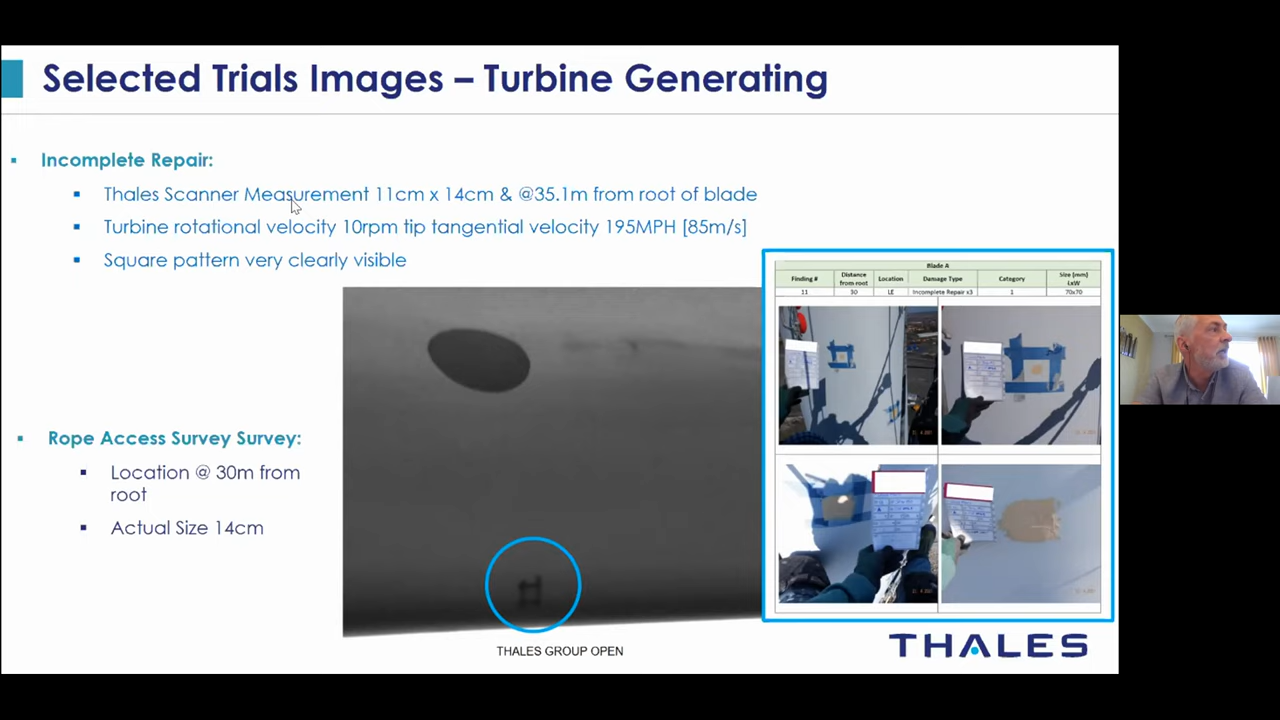 Selected Trials Images – Turbine Generating
Incomplete Repair:
Thales Scanner Measurement 11cm x 14cm & @35.1m from root of blade
Turbine rotational velocity 10rpm tip tangential velocity 195MPH [85m/s]
Square pattern very clearly visible
Rope Access Survey Survey:
Location @ 30m from
root
Actual Size 14cm
Blade A
Finding # Distance from root Location Damage Type Category Size [mm] LxW
11 30 LE Incomplete Repair x3 1 70x70
THALES GROUP OPEN
THALES